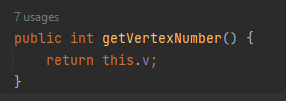 7 usages
public int getVertexNumber() {
    return this.v;
}